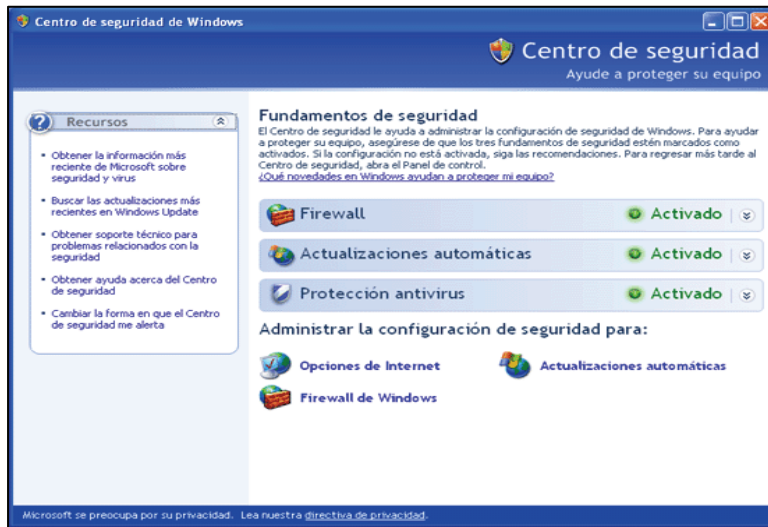 Centro de seguridad de Windows
Centro de seguridad
Ayude a proteger su equipo
Recursos
• Obtener la información más
reciente de Microsoft sobre
seguridad y virus
• Buscar las actualizaciones más
recientes en Windows Update
• Obtener soporte técnico para
problemas relacionados con la
seguridad
• Obtener ayuda acerca del Centro
de seguridad
• Cambiar la forma en que el Centro
de seguridad me alerta
Fundamentos de seguridad
El Centro de seguridad le ayuda a administrar la configuración de seguridad de Windows. Para ayudar
a proteger su equipo, asegúrese de que los tres fundamentos de seguridad estén marcados como
activados. Si la configuración no está activada, siga las recomendaciones. Para regresar más tarde al
Centro de seguridad, abra el Panel de control.
¿Qué novedades en Windows ayudan a proteger mi equipo?
Firewall Activado
Actualizaciones automáticas Activado
Protección antivirus Activado
Administrar la configuración de seguridad para:
Opciones de Internet Actualizaciones automáticas
Firewall de Windows
Microsoft se preocupa por su privacidad. Lea nuestra directiva de privacidad.